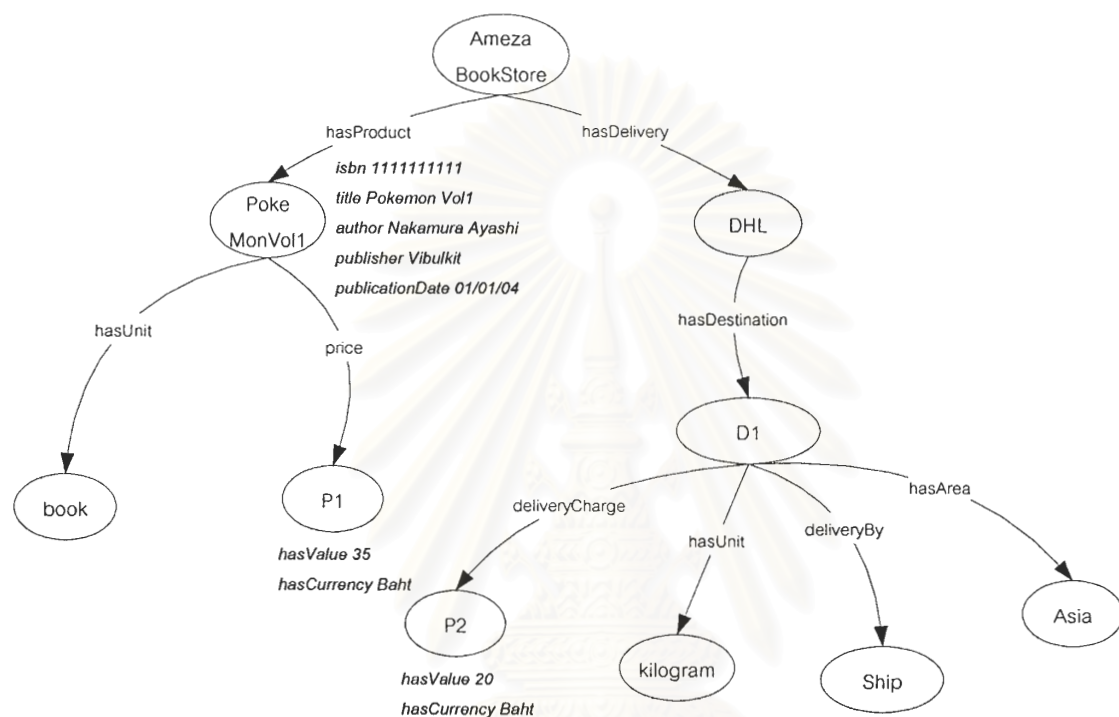 Ameza
BookStore
hasProduct
hasDelivery
isbn 1111111111
title Pokemon Vol1
author Nakamura Ayashi
publisher Vibulkit
publicationDate 01/01/04
Poke
MonVol1
DHL
hasUnit
price
hasDestination
book
P1
hasValue 35
hasCurrency Baht
D1
deliveryCharge
hasUnit
deliveryBy
hasArea
P2
hasValue 20
hasCurrency Baht
kilogram
Ship
Asia